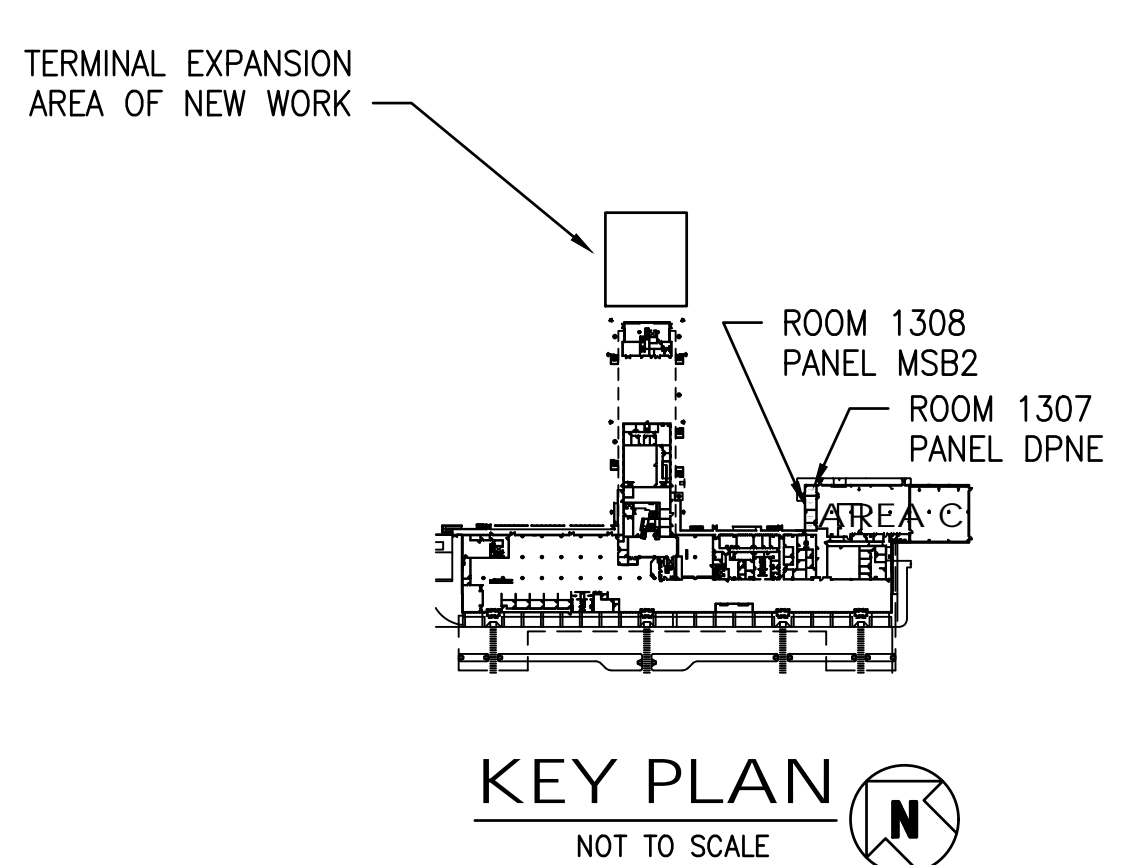 TERMINAL EXPANSION
AREA OF NEW WORK
ROOM 1308
PANEL MSB2
ROOM 1307
PANEL DPNE
AREA C
KEY PLAN
NOT TO SCALE
N